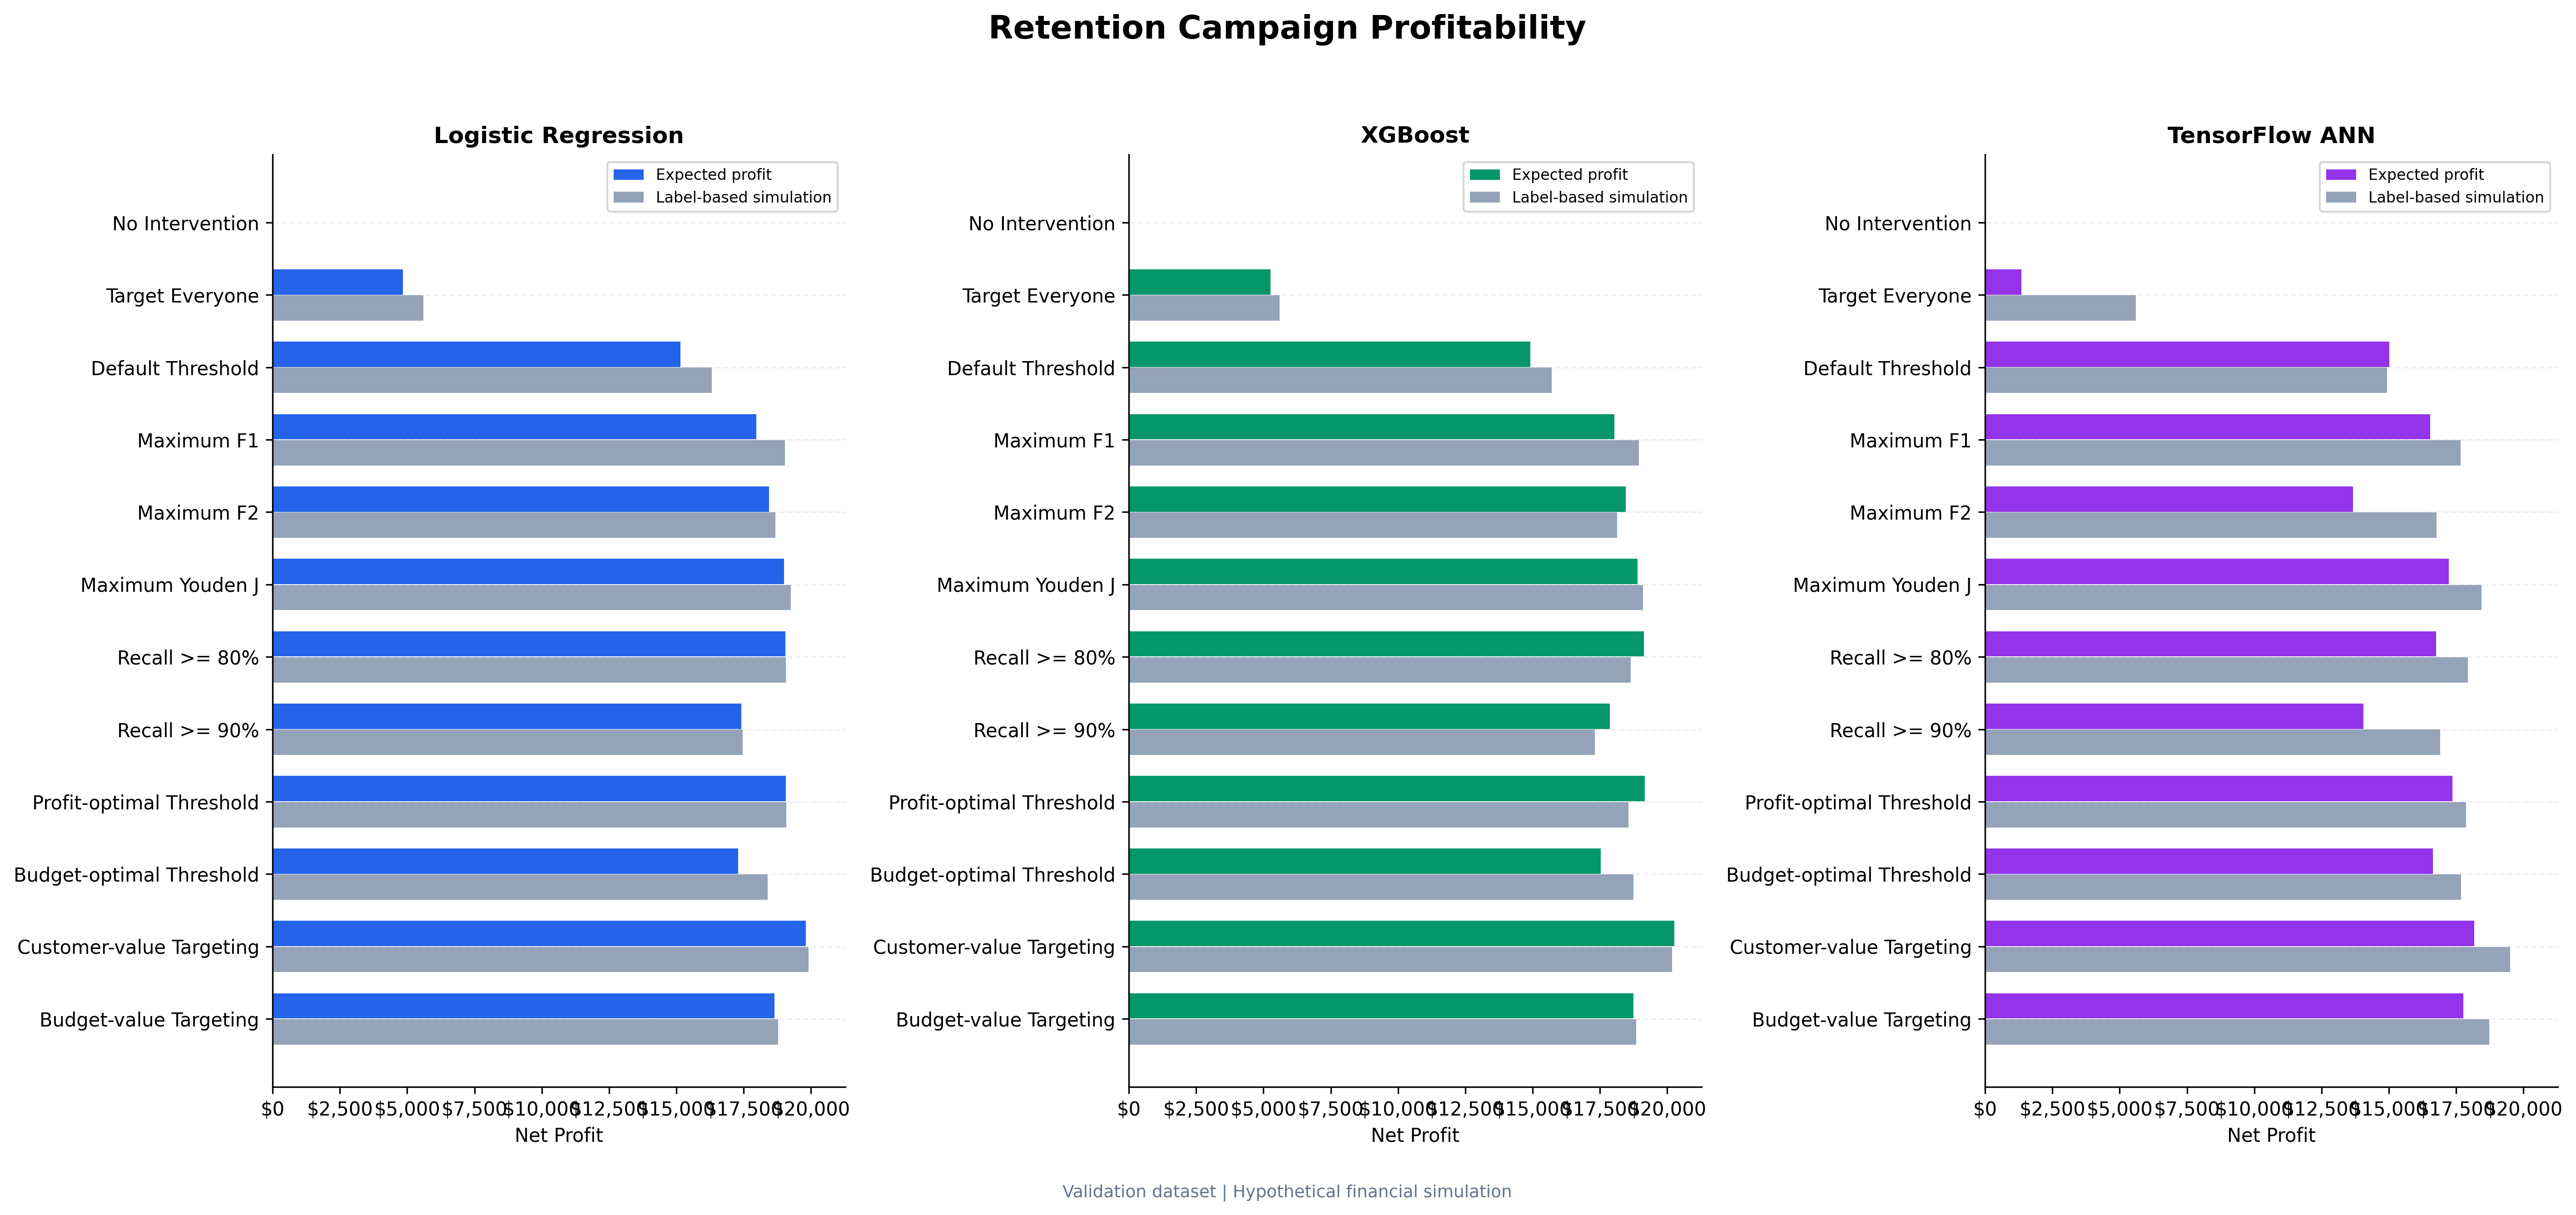 Retention Campaign Profitability
Logistic Regression
Expected profit
Label-based simulation
No Intervention
Target Everyone
Default Threshold
Maximum F1
Maximum F2
Maximum Youden J
Recall >= 80%
Recall >= 90%
Profit-optimal Threshold
Budget-optimal Threshold
Customer-value Targeting
Budget-value Targeting
$0 $2,500 $5,000 $7,500 $10,000 $12,500 $15,000 $17,500 $20,000
Net Profit
XGBoost
Expected profit
Label-based simulation
No Intervention
Target Everyone
Default Threshold
Maximum F1
Maximum F2
Maximum Youden J
Recall >= 80%
Recall >= 90%
Profit-optimal Threshold
Budget-optimal Threshold
Customer-value Targeting
Budget-value Targeting
$0 $2,500 $5,000 $7,500 $10,000 $12,500 $15,000 $17,500 $20,000
Net Profit
TensorFlow ANN
Expected profit
Label-based simulation
No Intervention
Target Everyone
Default Threshold
Maximum F1
Maximum F2
Maximum Youden J
Recall >= 80%
Recall >= 90%
Profit-optimal Threshold
Budget-optimal Threshold
Customer-value Targeting
Budget-value Targeting
$0 $2,500 $5,000 $7,500 $10,000 $12,500 $15,000 $17,500 $20,000
Net Profit
Validation dataset | Hypothetical financial simulation